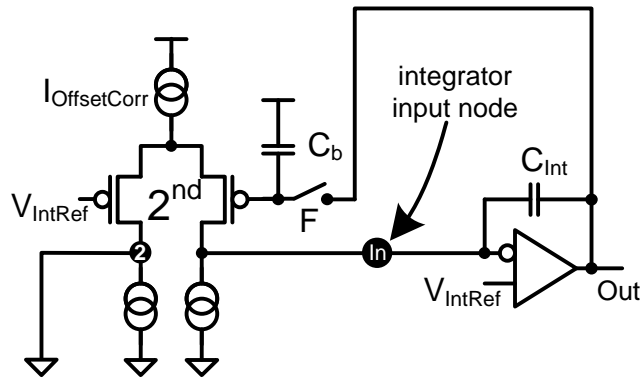 integrator
input node
I_OffsetCorr
C_b
C_Int
V_IntRef
2^nd
F
2
In
V_IntRef
Out